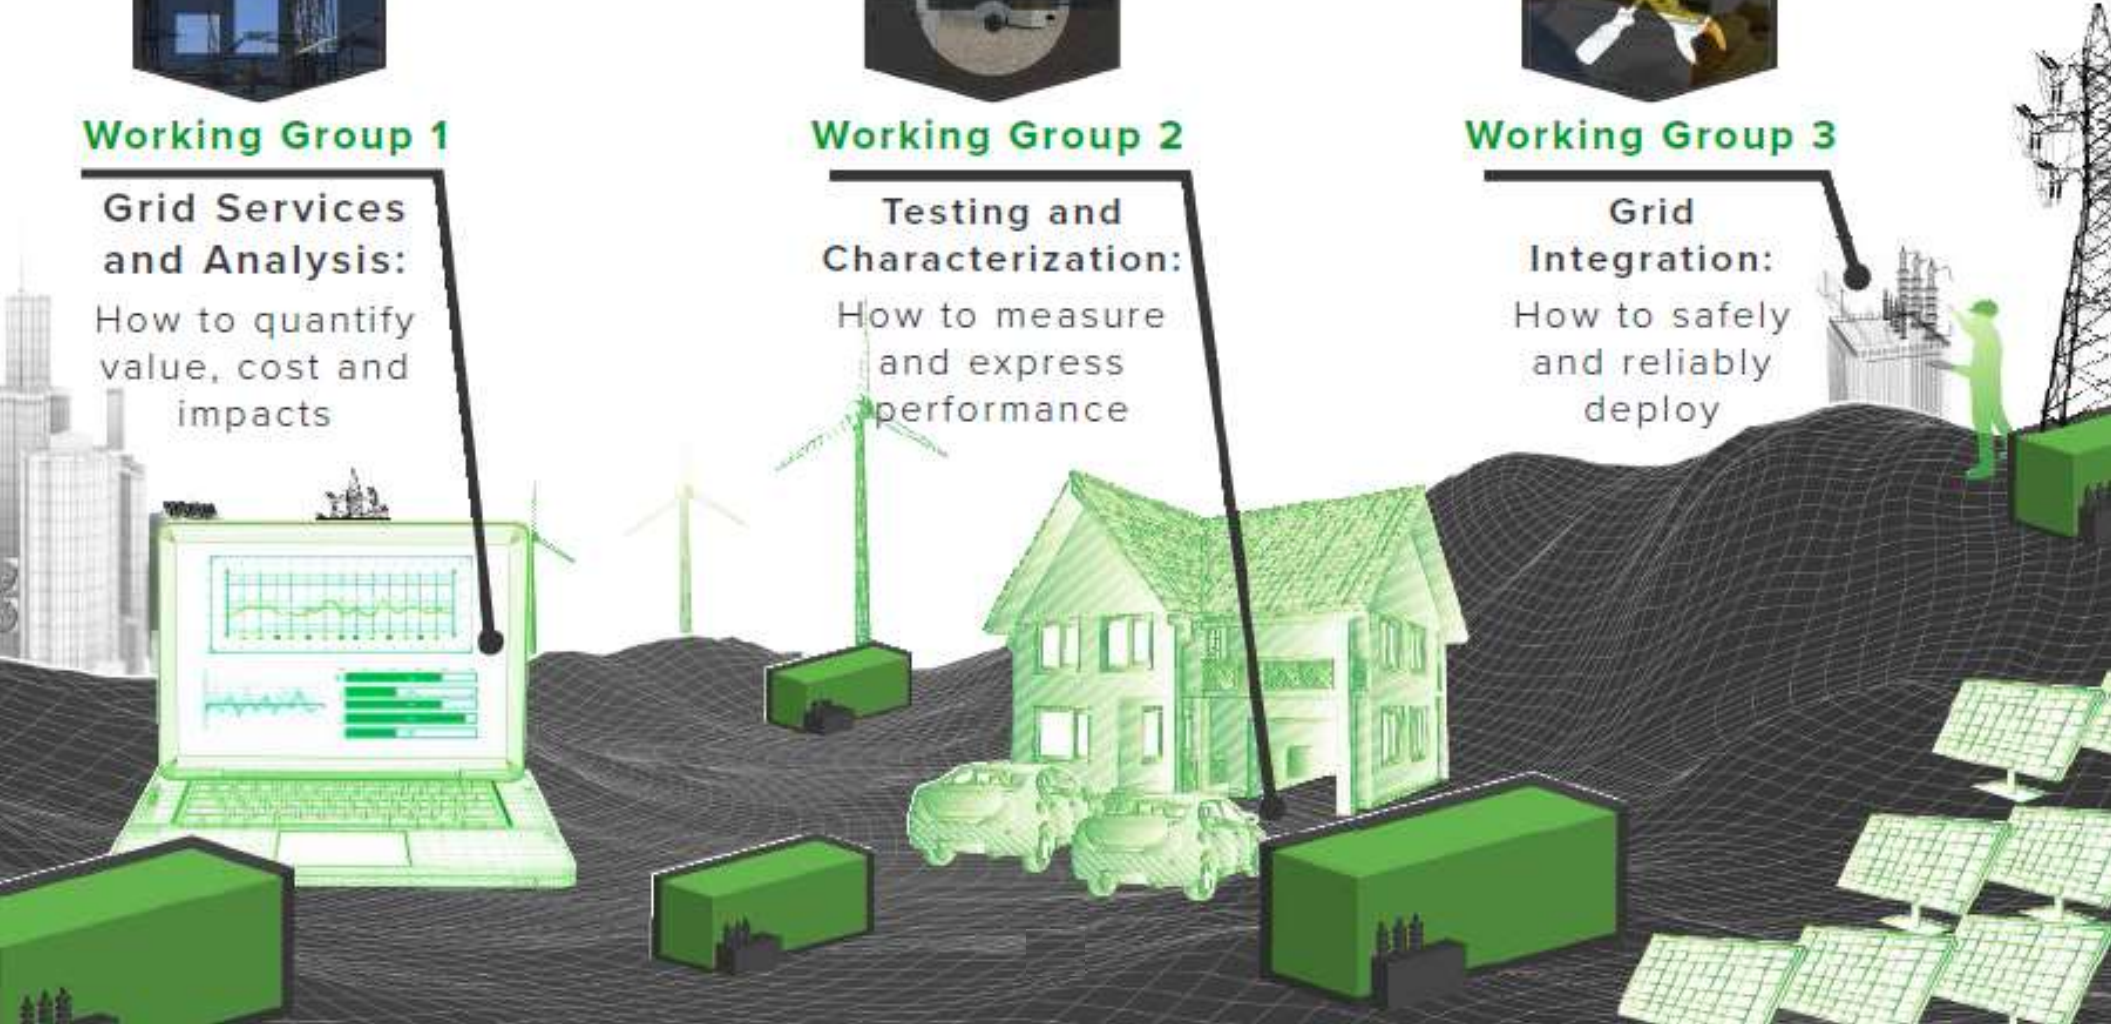 Working Group 1
Grid Services
and Analysis:
How to quantify
value, cost and
impacts
Working Group 2
Testing and
Characterization:
How to measure
and express
performance
Working Group 3
Grid
Integration:
How to safely
and reliably
deploy